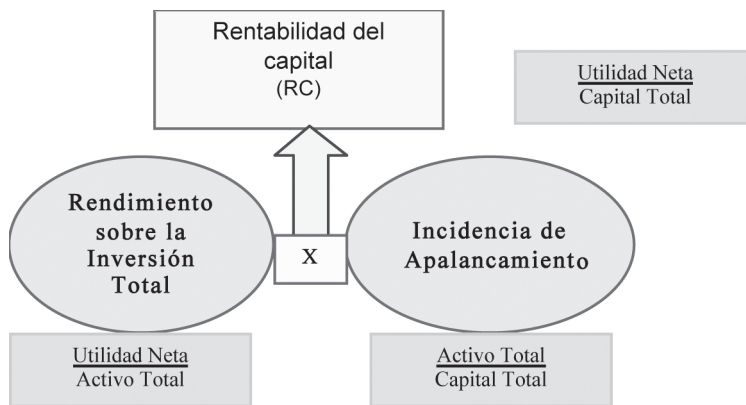 Rentabilidad del
capital
(RC)
Utilidad Neta
Capital Total
Rendimiento
sobre la
Inversión
Total
X
Incidencia de
Apalancamiento
Utilidad Neta
Activo Total
Activo Total
Capital Total